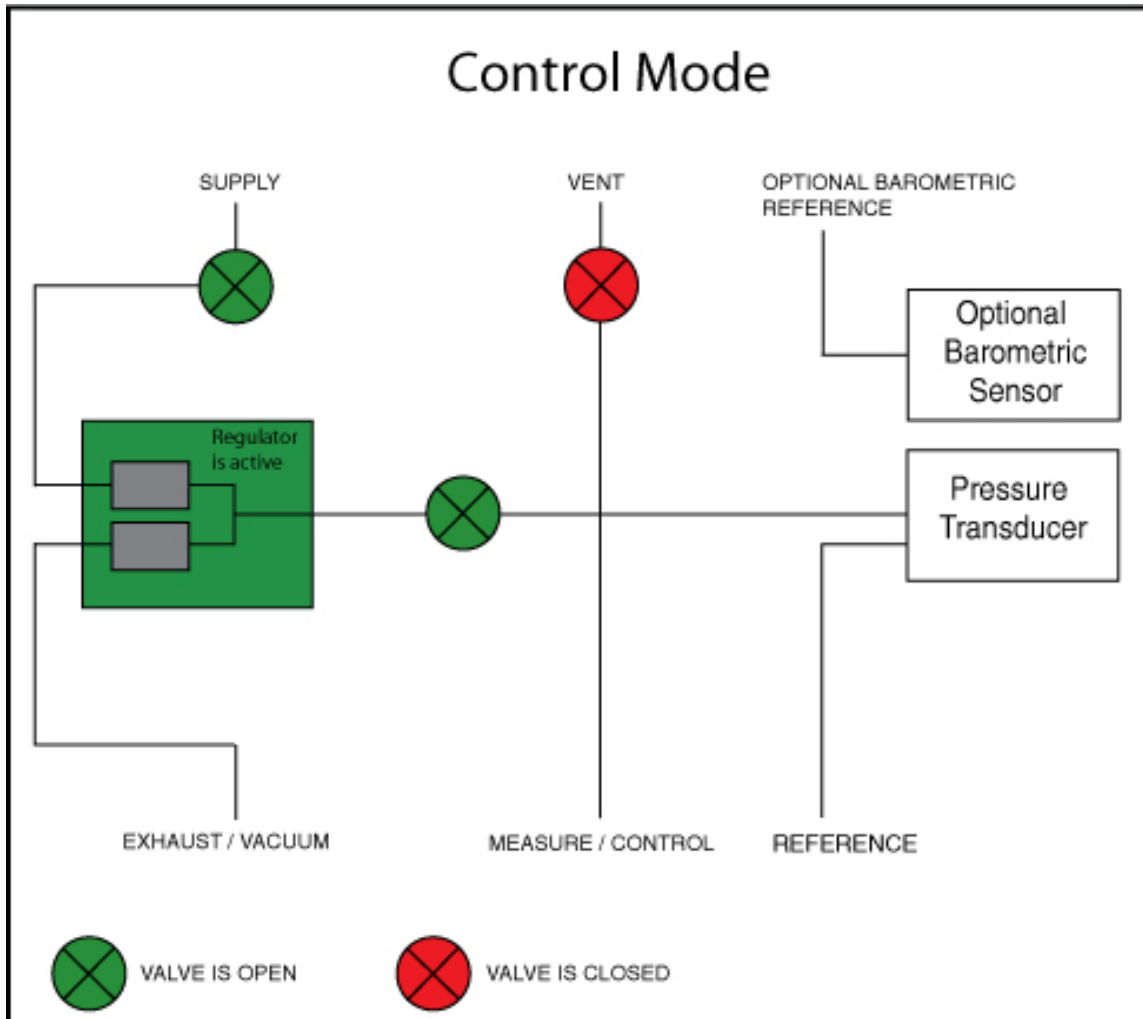 Control Mode
SUPPLY
VENT
OPTIONAL BAROMETRIC
REFERENCE
Optional
Barometric
Sensor
Regulator
is active
Pressure
Transducer
EXHAUST / VACUUM
MEASURE / CONTROL
REFERENCE
VALVE IS OPEN
VALVE IS CLOSED